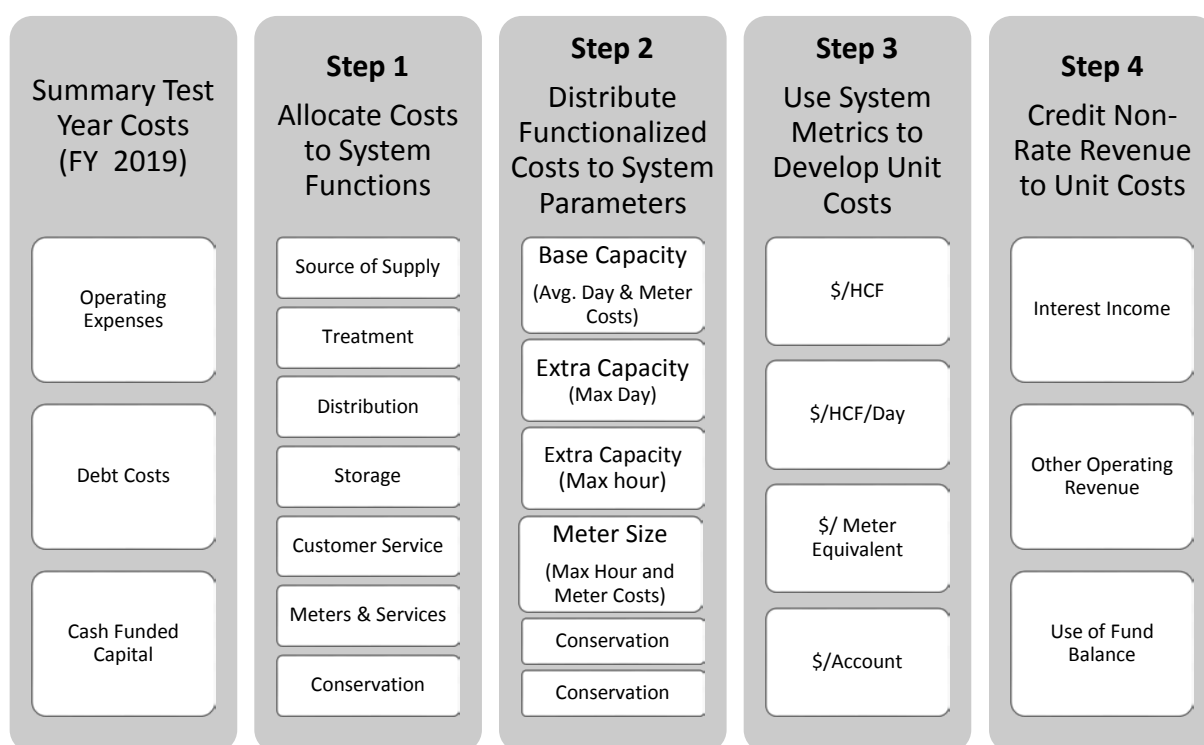 Summary Test
Year Costs
(FY 2019)
Operating
Expenses
Debt Costs
Cash Funded
Capital
Step 1
Allocate Costs
to System
Functions
Source of Supply
Treatment
Distribution
Storage
Customer Service
Meters & Services
Conservation
Step 2
Distribute
Functionalized
Costs to System
Parameters
Base Capacity
(Avg. Day & Meter
Costs)
Extra Capacity
(Max Day)
Extra Capacity
(Max hour)
Meter Size
(Max Hour and
Meter Costs)
Conservation
Conservation
Step 3
Use System
Metrics to
Develop Unit
Costs
$/HCF
$/HCF/Day
$/ Meter
Equivalent
$/Account
Step 4
Credit Non-
Rate Revenue
to Unit Costs
Interest Income
Other Operating
Revenue
Use of Fund
Balance